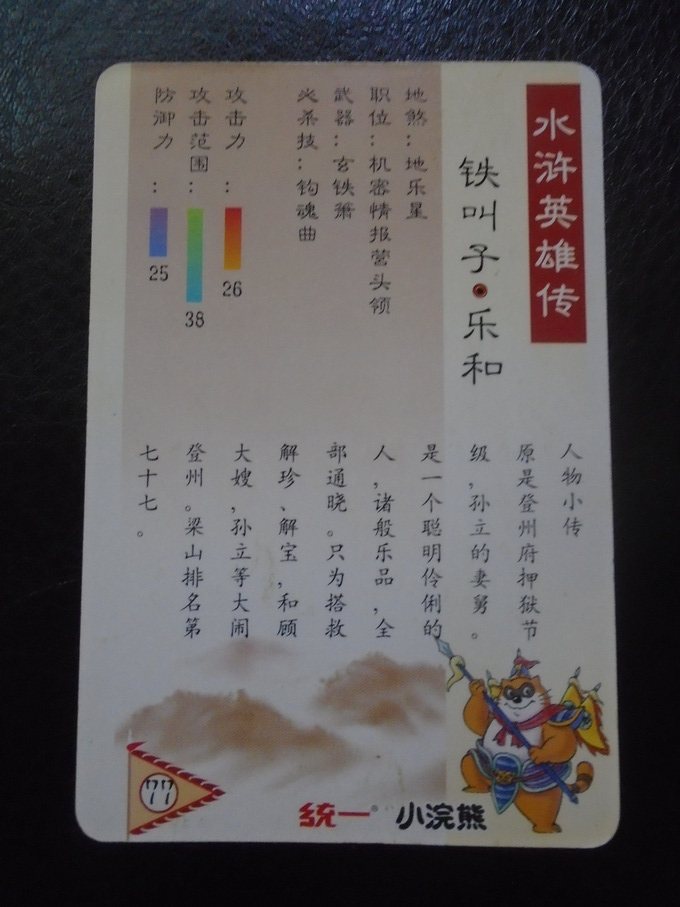 水浒英雄传
铁叫子·乐和
地煞：地乐星
职位：机密情报营头领
武器：玄铁箫
必杀技：钩魂曲
攻击力：
26
攻击范围：
38
防御力：
25
人物小传
原是登州府押狱节
级，孙立的妻舅。
是一个聪明伶俐的
人，诸般乐品，全
部通晓。只为搭救
解珍、解宝，和顾
大嫂，孙立等大闹
登州。梁山排名第
七十七。
77
统一® 小浣熊